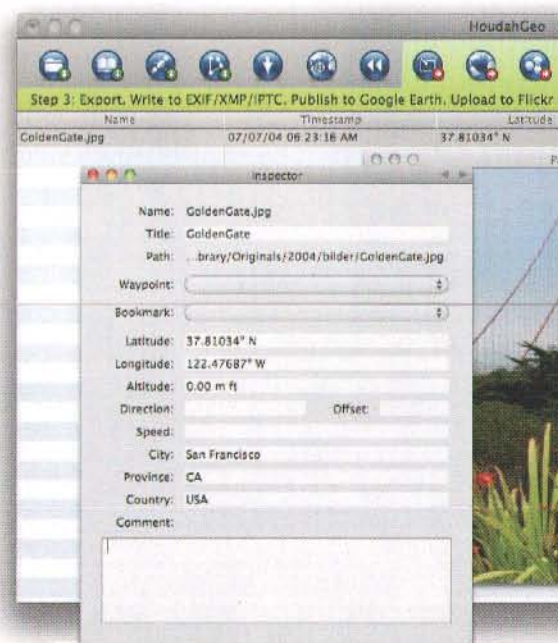 HoudahGeo
Step 3: Export. Write to EXIF/XMP/IPTC. Publish to Google Earth. Upload to Flickr
Name Timestamp Latitude
GoldenGate.jpg 07/07/04 06:23:16 AM 37.81034° N
Inspector
Name: GoldenGate.jpg
Title: GoldenGate
Path: ...brary/Originals/2004/bilder/GoldenGate.jpg
Waypoint:
Bookmark:
Latitude: 37.81034° N
Longitude: 122.47687° W
Altitude: 0.00 m ft
Direction: Offset:
Speed:
City: San Francisco
Province: CA
Country: USA
Comment: